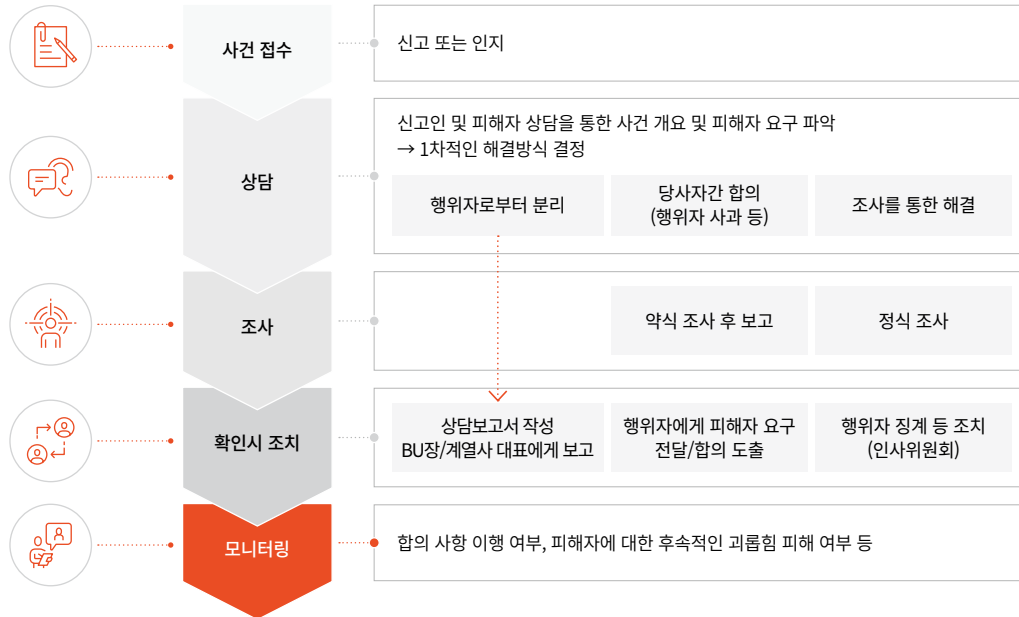 사건 접수
신고 또는 인지
상담
신고인 및 피해자 상담을 통한 사건 개요 및 피해자 요구 파악
→ 1차적인 해결방식 결정
행위자로부터 분리
당사자간 합의
(행위자 사과 등)
조사를 통한 해결
조사
약식 조사 후 보고
정식 조사
확인시 조치
상담보고서 작성
BU장/계열사 대표에게 보고
행위자에게 피해자 요구
전달/합의 도출
행위자 징계 등 조치
(인사위원회)
모니터링
합의 사항 이행 여부, 피해자에 대한 후속적인 괴롭힘 피해 여부 등